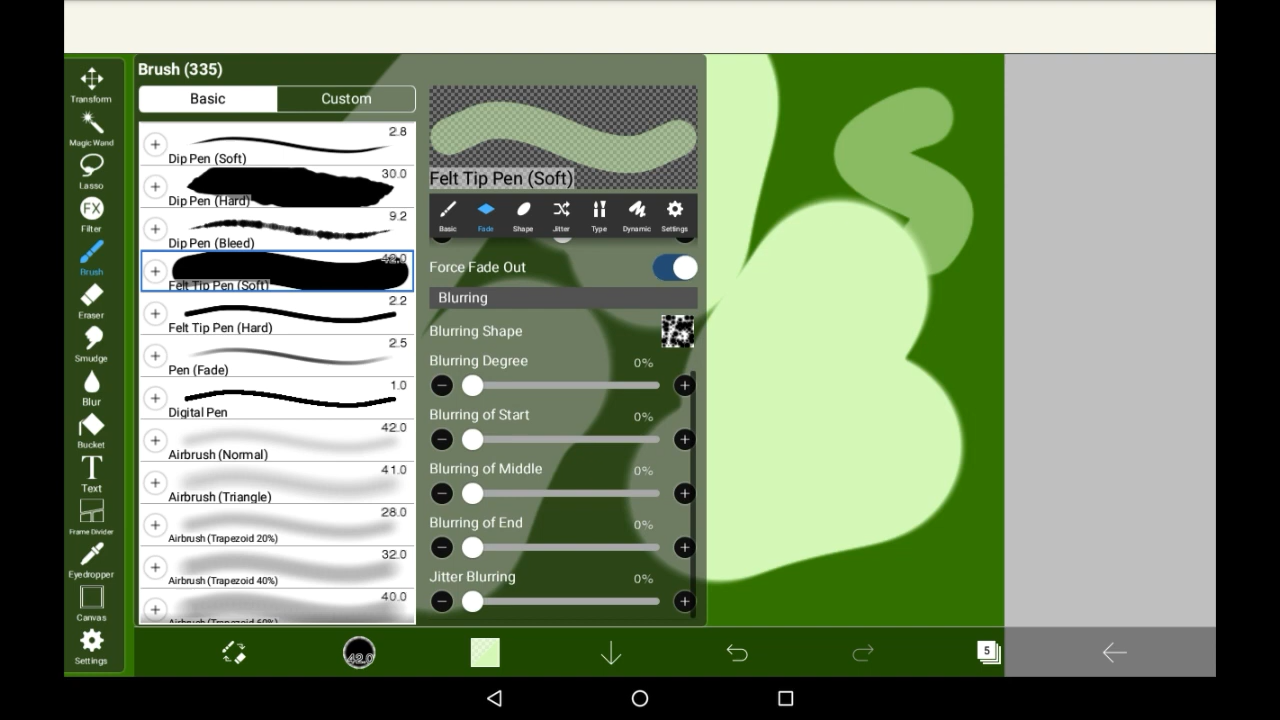 Brush (335)
Basic
Custom
Transform
Magic Wand
Lasso
FX
Filter
Brush
Eraser
Smudge
Blur
Bucket
T
Text
Frame Divider
Eyedropper
Canvas
Settings
2.8
Dip Pen (Soft)
30.0
Dip Pen (Hard)
9.2
Dip Pen (Bleed)
42.0
Felt Tip Pen (Soft)
2.2
Felt Tip Pen (Hard)
2.5
Pen (Fade)
1.0
Digital Pen
42.0
Airbrush (Normal)
41.0
Airbrush (Triangle)
28.0
Airbrush (Trapezoid 20%)
32.0
Airbrush (Trapezoid 40%)
40.0
Airbrush (Trapezoid 60%)
Felt Tip Pen (Soft)
Basic
Fade
Shape
Jitter
Type
Dynamic
Settings
Force Fade Out
Blurring
Blurring Shape
Blurring Degree 0%
Blurring of Start 0%
Blurring of Middle 0%
Blurring of End 0%
Jitter Blurring 0%
42.0
5